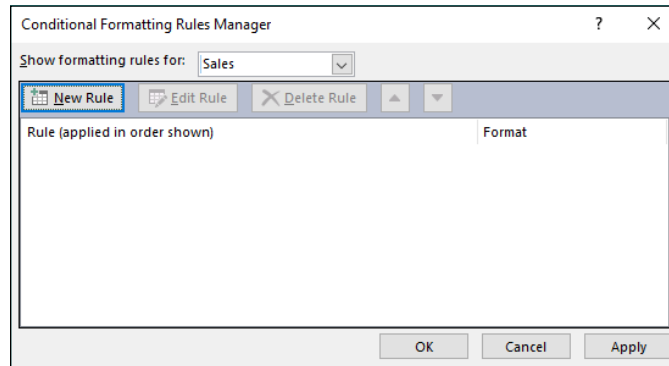 Conditional Formatting Rules Manager ? X
Show formatting rules for: Sales
New Rule Edit Rule Delete Rule
Rule (applied in order shown) Format
OK Cancel Apply